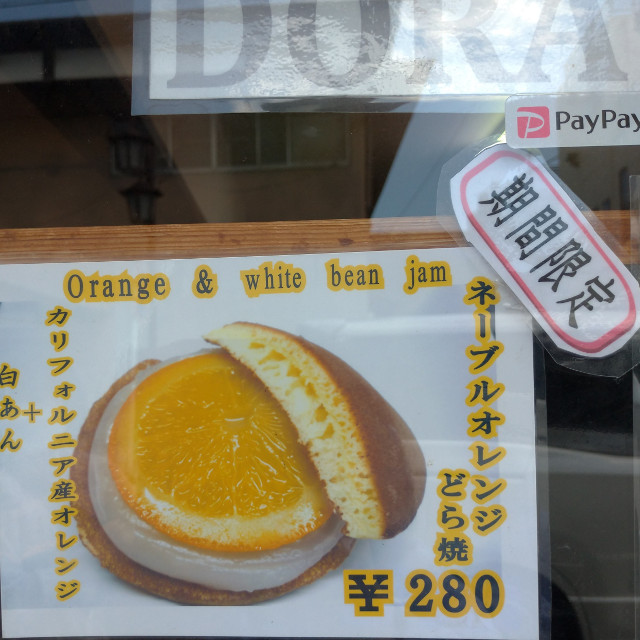 DORA
PayPay
期間限定
Orange & white bean jam
ネーブルオレンジ
どら焼
カリフォルニア産オレンジ
+
白あん
¥280